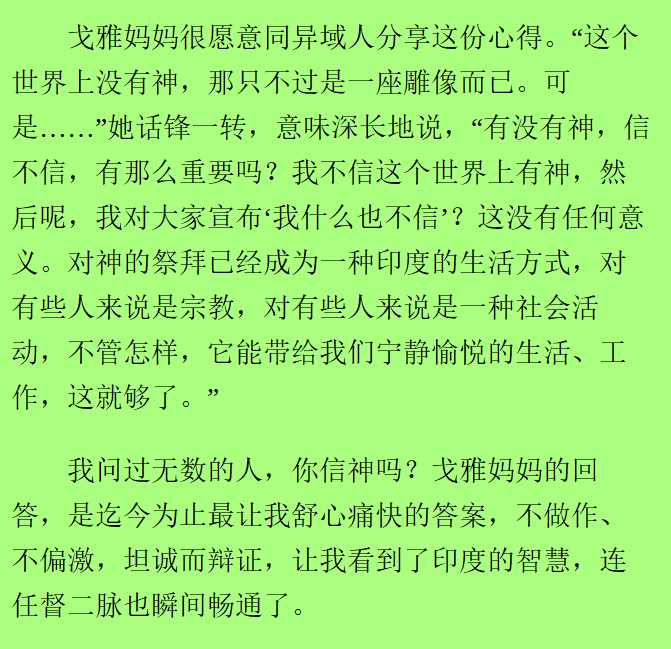 戈雅妈妈很愿意同异域人分享这份心得。“这个
世界上没有神，那只不过是一座雕像而已。可
是……”她话锋一转，意味深长地说，“有没有神，信
不信，有那么重要吗？我不信这个世界上有神，然
后呢，我对大家宣布‘我什么也不信’？这没有任何意
义。对神的祭拜已经成为一种印度的生活方式，对
有些人来说是宗教，对有些人来说是一种社会活
动，不管怎样，它能带给我们宁静愉悦的生活、工
作，这就够了。”
我问过无数的人，你信神吗？戈雅妈妈的回
答，是迄今为止最让我舒心痛快的答案，不做作、
不偏激，坦诚而辩证，让我看到了印度的智慧，连
任督二脉也瞬间畅通了。